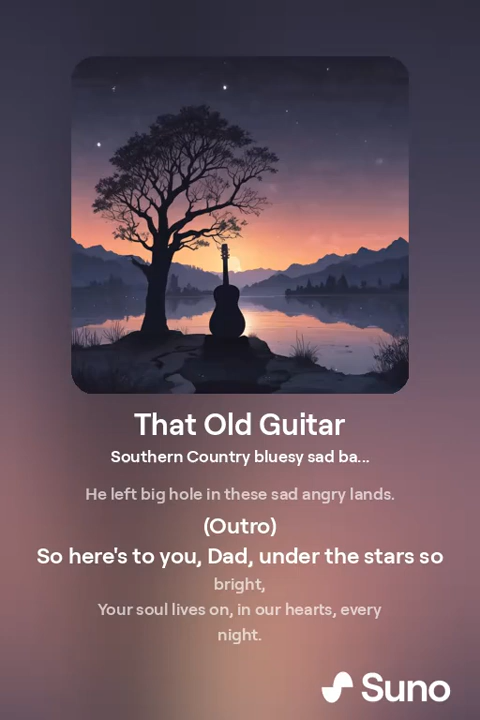 That Old Guitar
Southern Country bluesy sad ba...
He left big hole in these sad angry lands.
(Outro)
So here's to you, Dad, under the stars so
bright,
Your soul lives on, in our hearts, every
night.
Suno